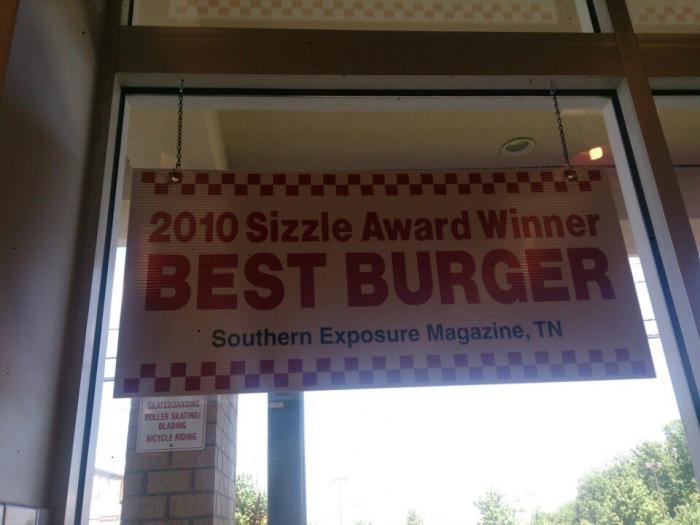 2010 Sizzle Award Winner
BEST BURGER
Southern Exposure Magazine, TN
SKATEBOARDING
ROLLER SKATING/
BLADING
BICYCLE RIDING